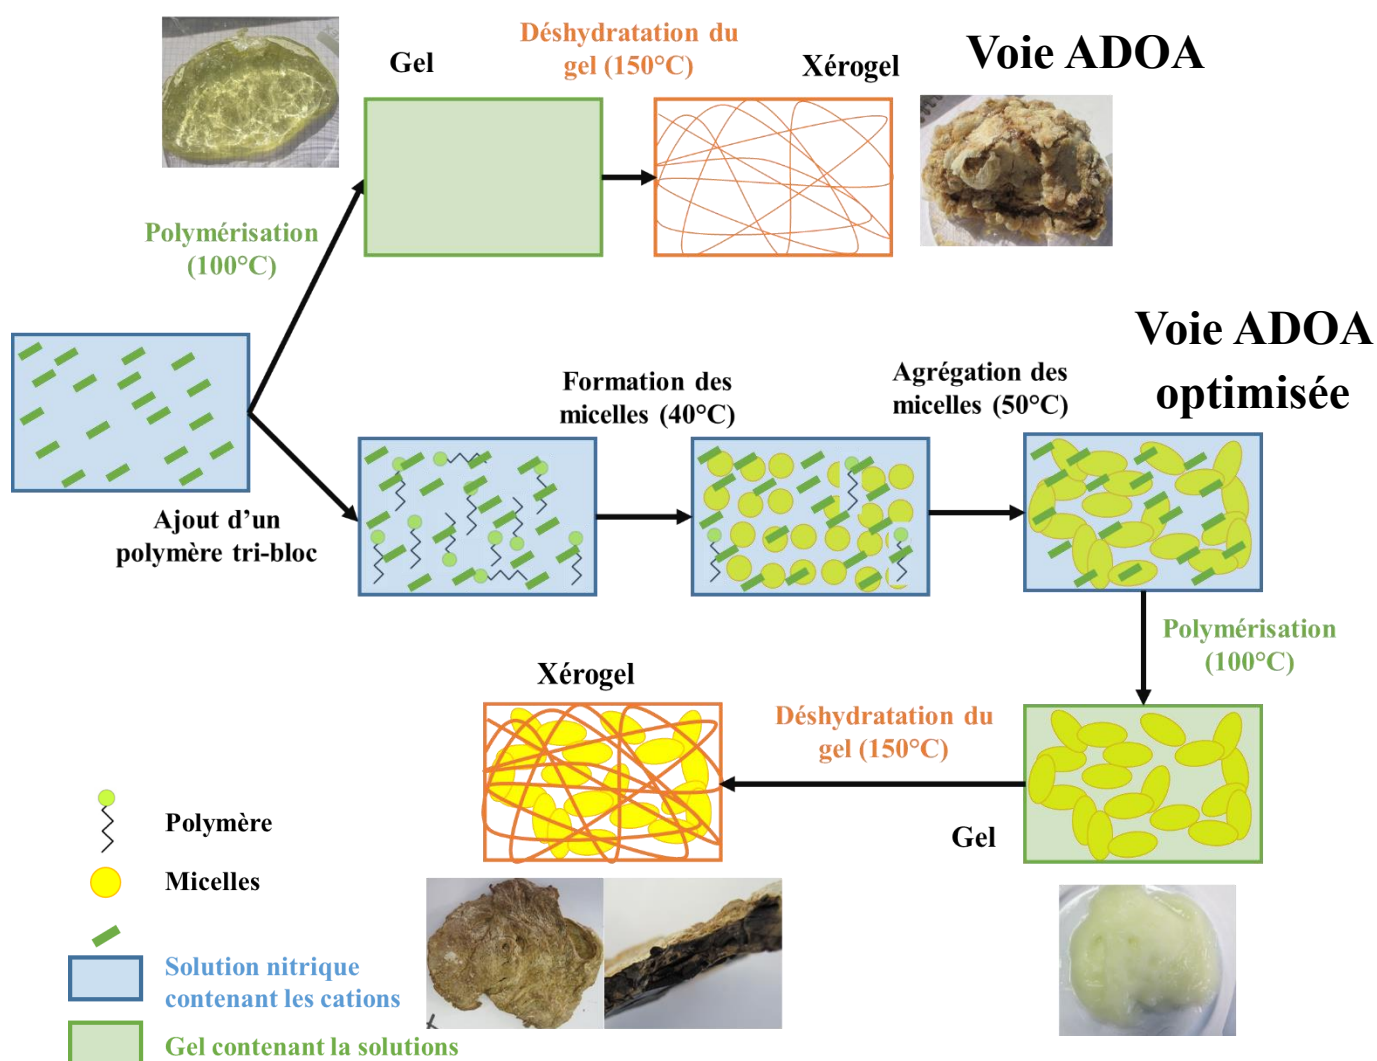 Déshydratation du
gel (150°C)
Gel
Xérogel
Voie ADOA
Polymérisation
(100°C)
Voie ADOA
optimisée
Formation des
micelles (40°C)
Agrégation des
micelles (50°C)
Ajout d’un
polymère tri-bloc
Polymérisation
(100°C)
Xérogel
Déshydratation du
gel (150°C)
Gel
Polymère
Micelles
Solution nitrique
contenant les cations
Gel contenant la solutions